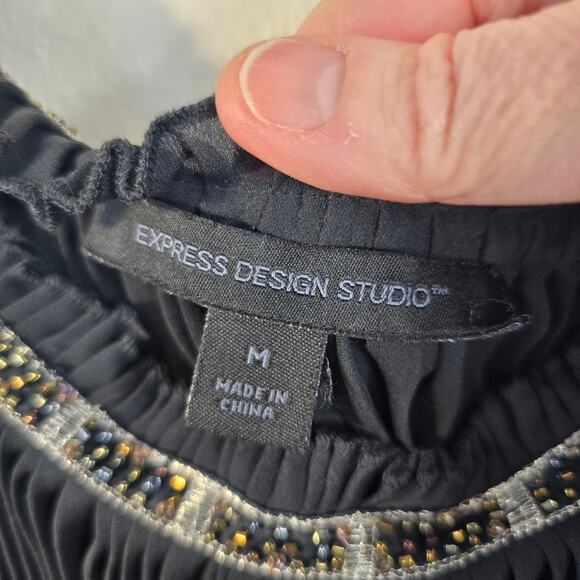 EXPRESS DESIGN STUDIO™
M
MADE IN
CHINA